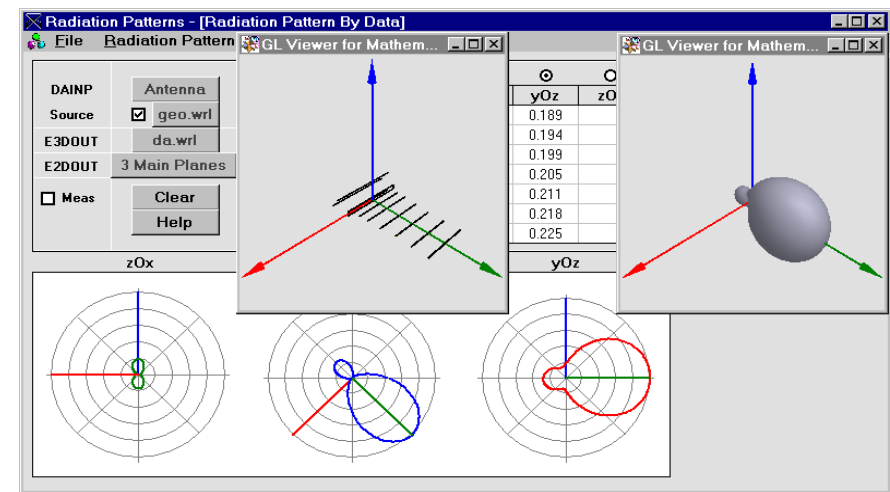 Radiation Patterns - [Radiation Pattern By Data]
File Radiation Pattern
GL Viewer for Mathem...
GL Viewer for Mathem...
DAINP Antenna
Source geo.wrl
E3DOUT da.wrl
E2DOUT 3 Main Planes
Meas Clear
Help
yOz zO
0.189
0.194
0.199
0.205
0.211
0.218
0.225
zOx
yOz